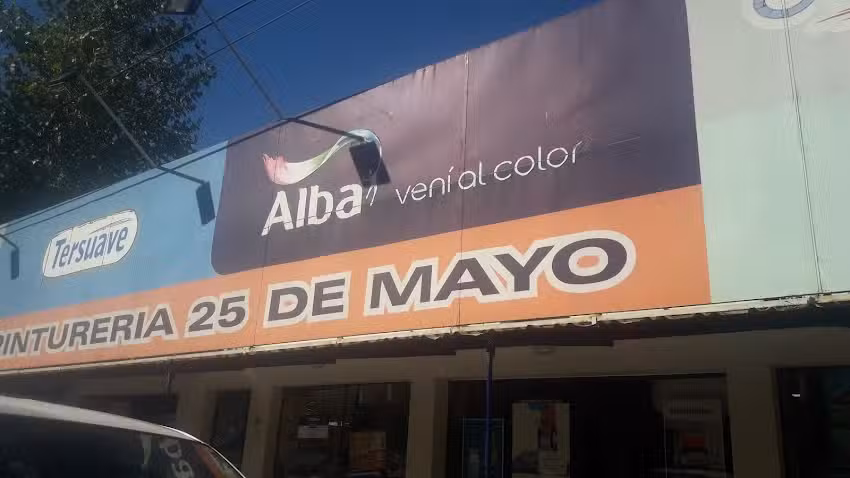 Tersuave
Alba
vení al color
PINTURERIA 25 DE MAYO